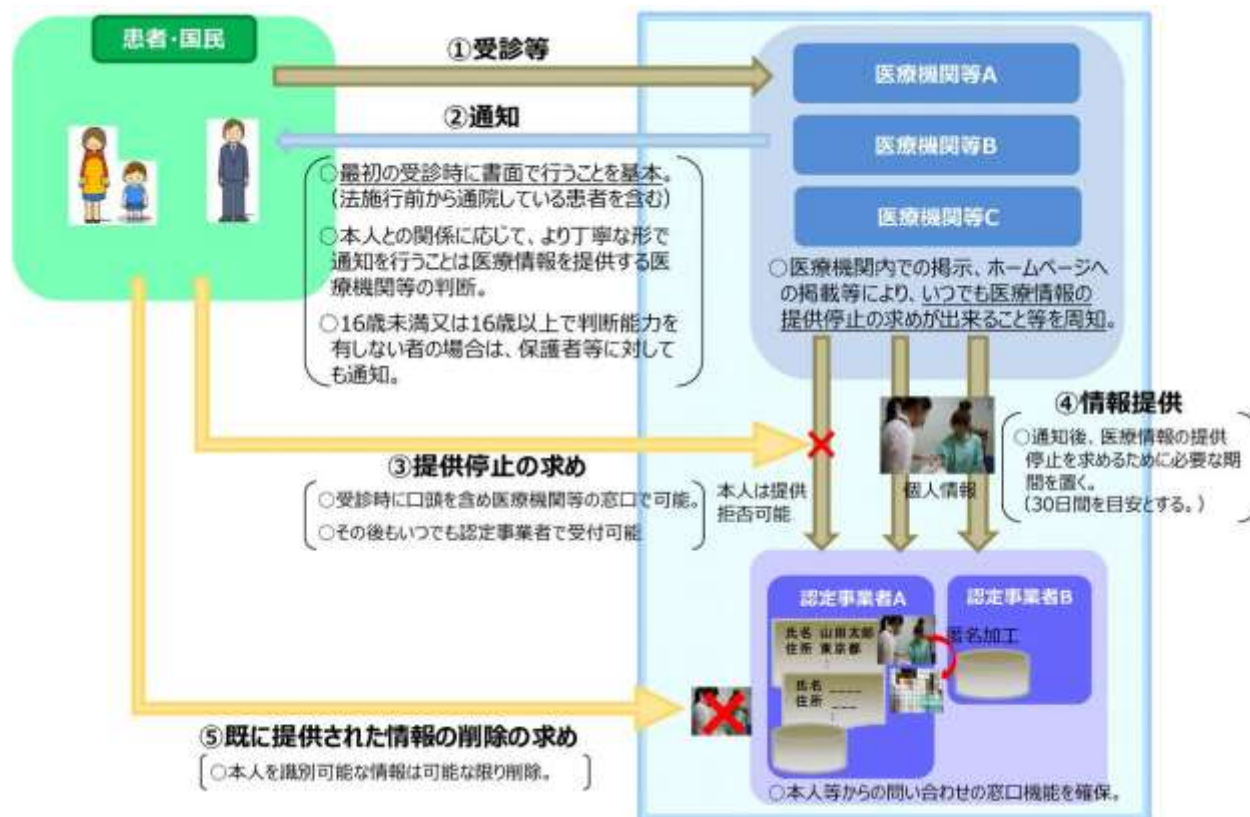 患者・国民
①受診等
②通知
○最初の受診時に書面で行うことを基本。
（法施行前から通院している患者を含む）
○本人との関係に応じて、より丁寧な形で
通知を行うことは医療情報を提供する医
療機関等の判断。
○16歳未満又は16歳以上で判断能力を
有しない者の場合は、保護者等に対して
も通知。
医療機関等A
医療機関等B
医療機関等C
○医療機関内での掲示、ホームページへ
の掲載等により、いつでも医療情報の
提供停止の求めが出来ること等を周知。
③提供停止の求め
○受診時に口頭を含め医療機関等の窓口で可能。
○その後もいつでも認定事業者で受付可能
本人は提供
拒否可能
個人情報
④情報提供
○通知後、医療情報の提供
停止を求めるために必要な期
間を置く。
（30日間を目安とする。）
認定事業者A
氏名 山田太郎
住所 東京都
氏名 ____
住所 ___
認定事業者B
匿名加工
⑤既に提供された情報の削除の求め
○本人を識別可能な情報は可能な限り削除。
○本人等からの問い合わせの窓口機能を確保。